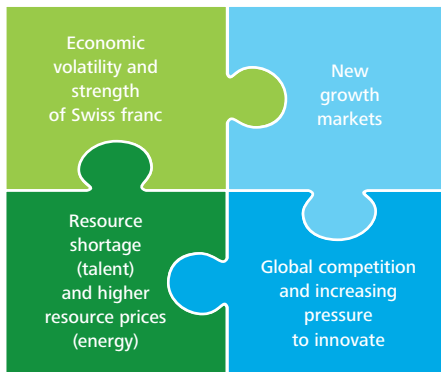 Economic
volatility and
strength
of Swiss franc
New
growth
markets
Resource
shortage
(talent)
and higher
resource prices
(energy)
Global competition
and increasing
pressure
to innovate